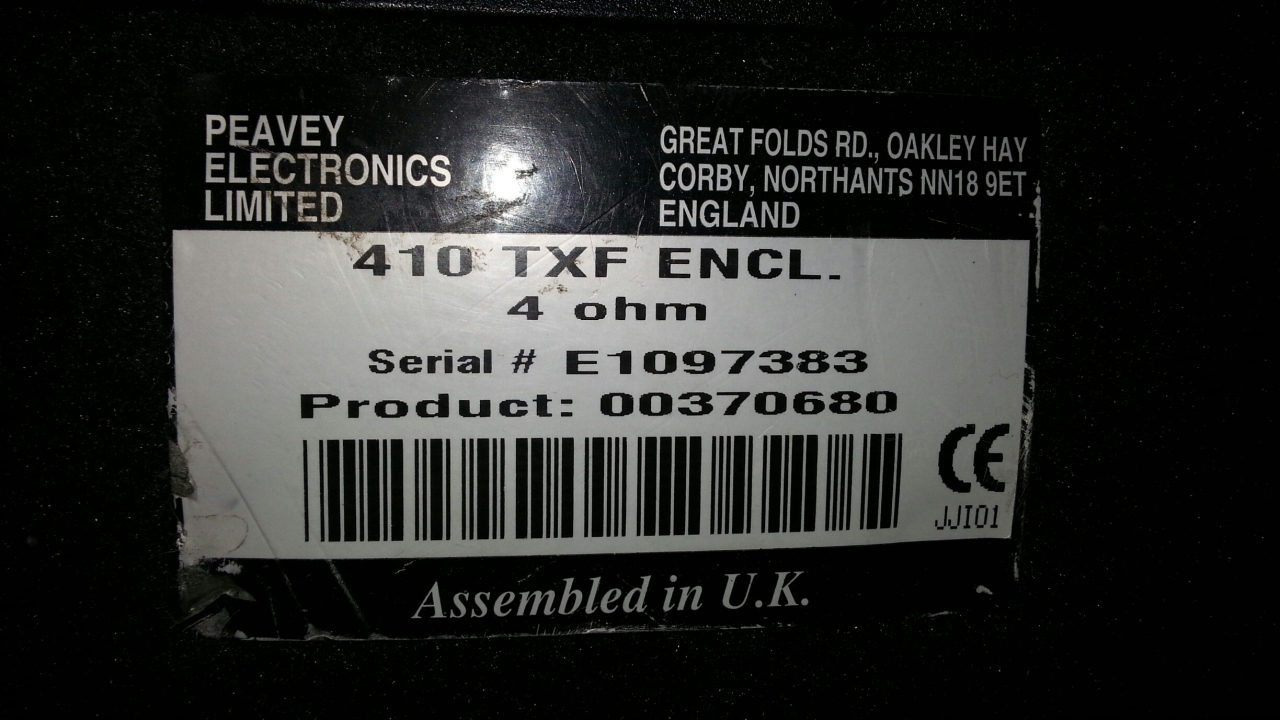 PEAVEY
ELECTRONICS
LIMITED
GREAT FOLDS RD., OAKLEY HAY
CORBY, NORTHANTS NN18 9ET
ENGLAND
410 TXF ENCL.
4 ohm
Serial # E1097383
Product: 00370680
CE
JJI01
Assembled in U.K.